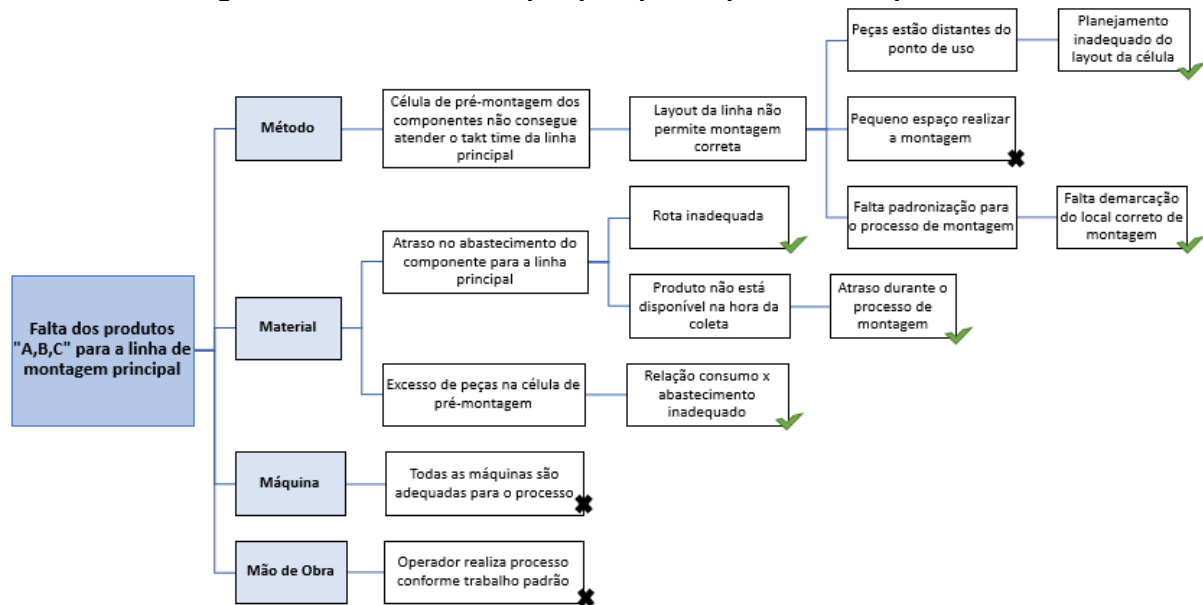 Peças estão distantes do
ponto de uso
Planejamento
inadequado do
layout da célula
Método
Célula de pré-montagem dos
componentes não consegue
atender o takt time da linha
principal
Layout da linha não
permite montagem
correta
Pequeno espaço realizar
a montagem
Falta padronização para
o processo de montagem
Falta demarcação
do local correto de
montagem
Rota inadequada
Atraso no abastecimento do
componente para a linha
principal
Produto não está
disponível na hora da
coleta
Atraso durante o
processo de
montagem
Falta dos produtos
"A,B,C" para a linha de
montagem principal
Material
Excesso de peças na célula de
pré-montagem
Relação consumo x
abastecimento
inadequado
Máquina
Todas as máquinas são
adequadas para o processo
Mão de Obra
Operador realiza processo
conforme trabalho padrão